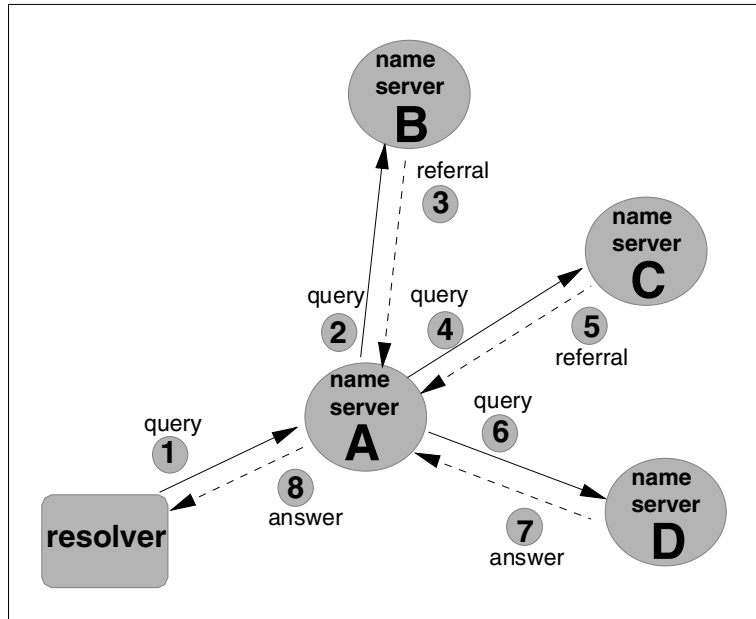 name
server
B
referral
3
name
server
C
query
2
query
4
5
referral
name
server
A
query
1
query
6
8
answer
name
server
D
7
answer
resolver